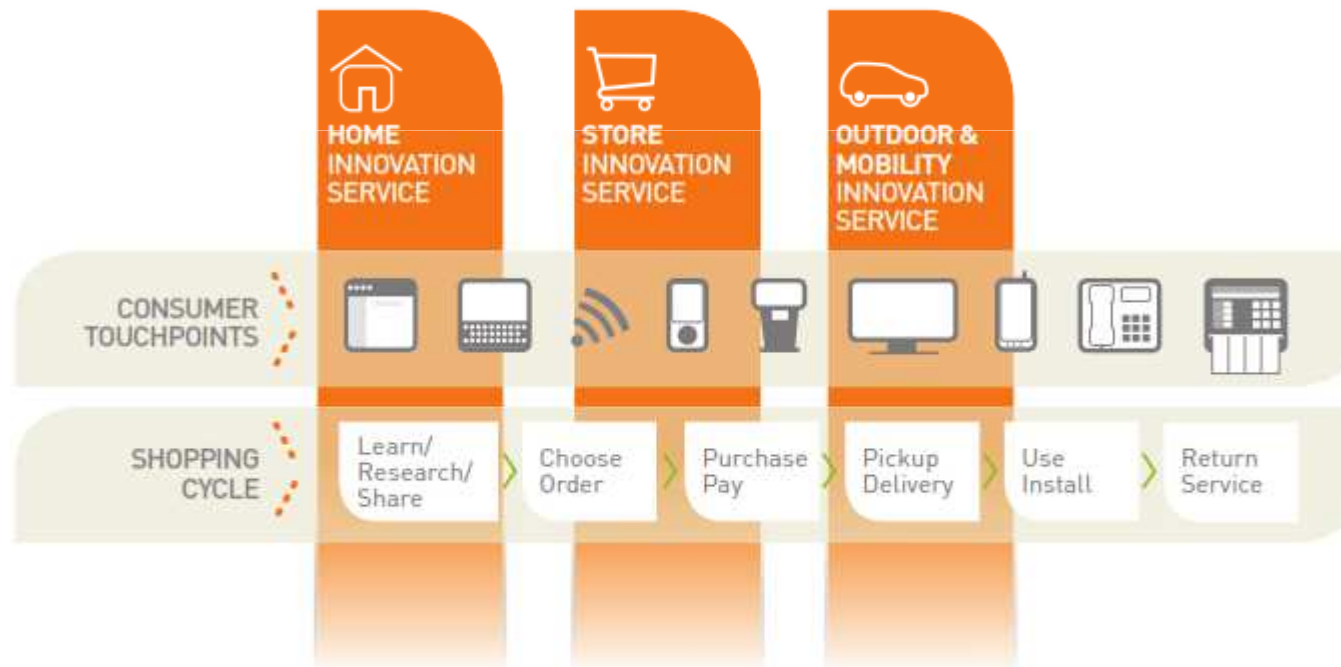 HOME
INNOVATION
SERVICE
STORE
INNOVATION
SERVICE
OUTDOOR &
MOBILITY
INNOVATION
SERVICE
CONSUMER
TOUCHPOINTS
SHOPPING
CYCLE
Learn/
Research/
Share
Choose
Order
Purchase
Pay
Pickup
Delivery
Use
Install
Return
Service